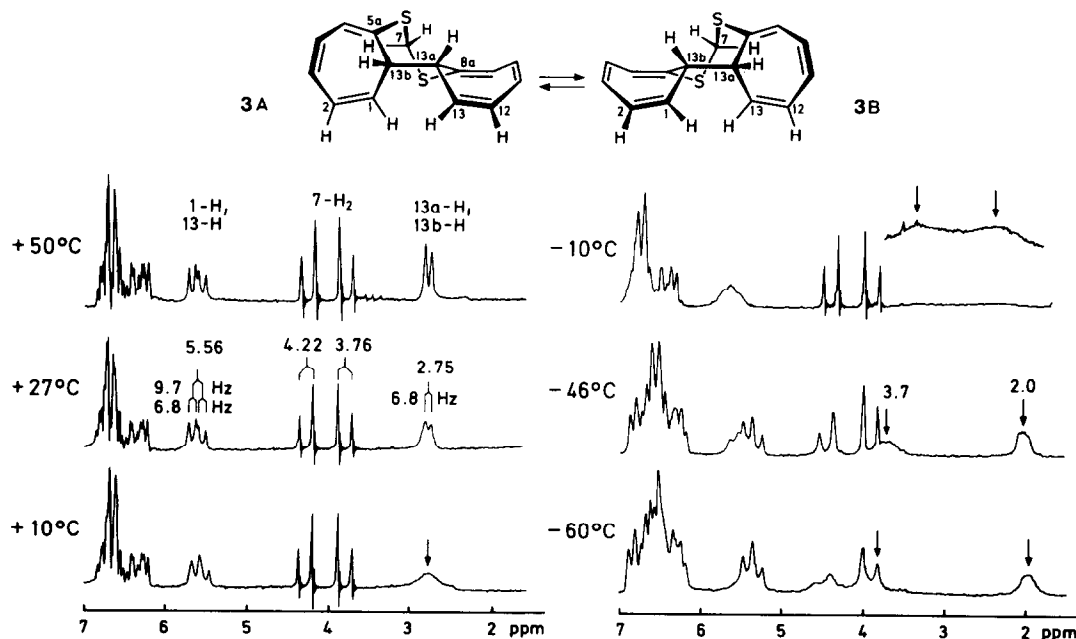 5a S S
H 7 H 13a 7 H
H 8a 13b H
13b S S 13a
3A 2 1 13 12 2 1 13 12 3B
H H H H H H H H
1-H, 13-H 7-H₂ 13a-H, 13b-H
+50°C -10°C
5.56 4.22 3.76 2.75
+27°C 9.7 Hz 6.8 Hz
6.8 Hz
-46°C 3.7 2.0
+10°C -60°C
7 6 5 4 3 2 ppm
7 6 5 4 3 2 ppm